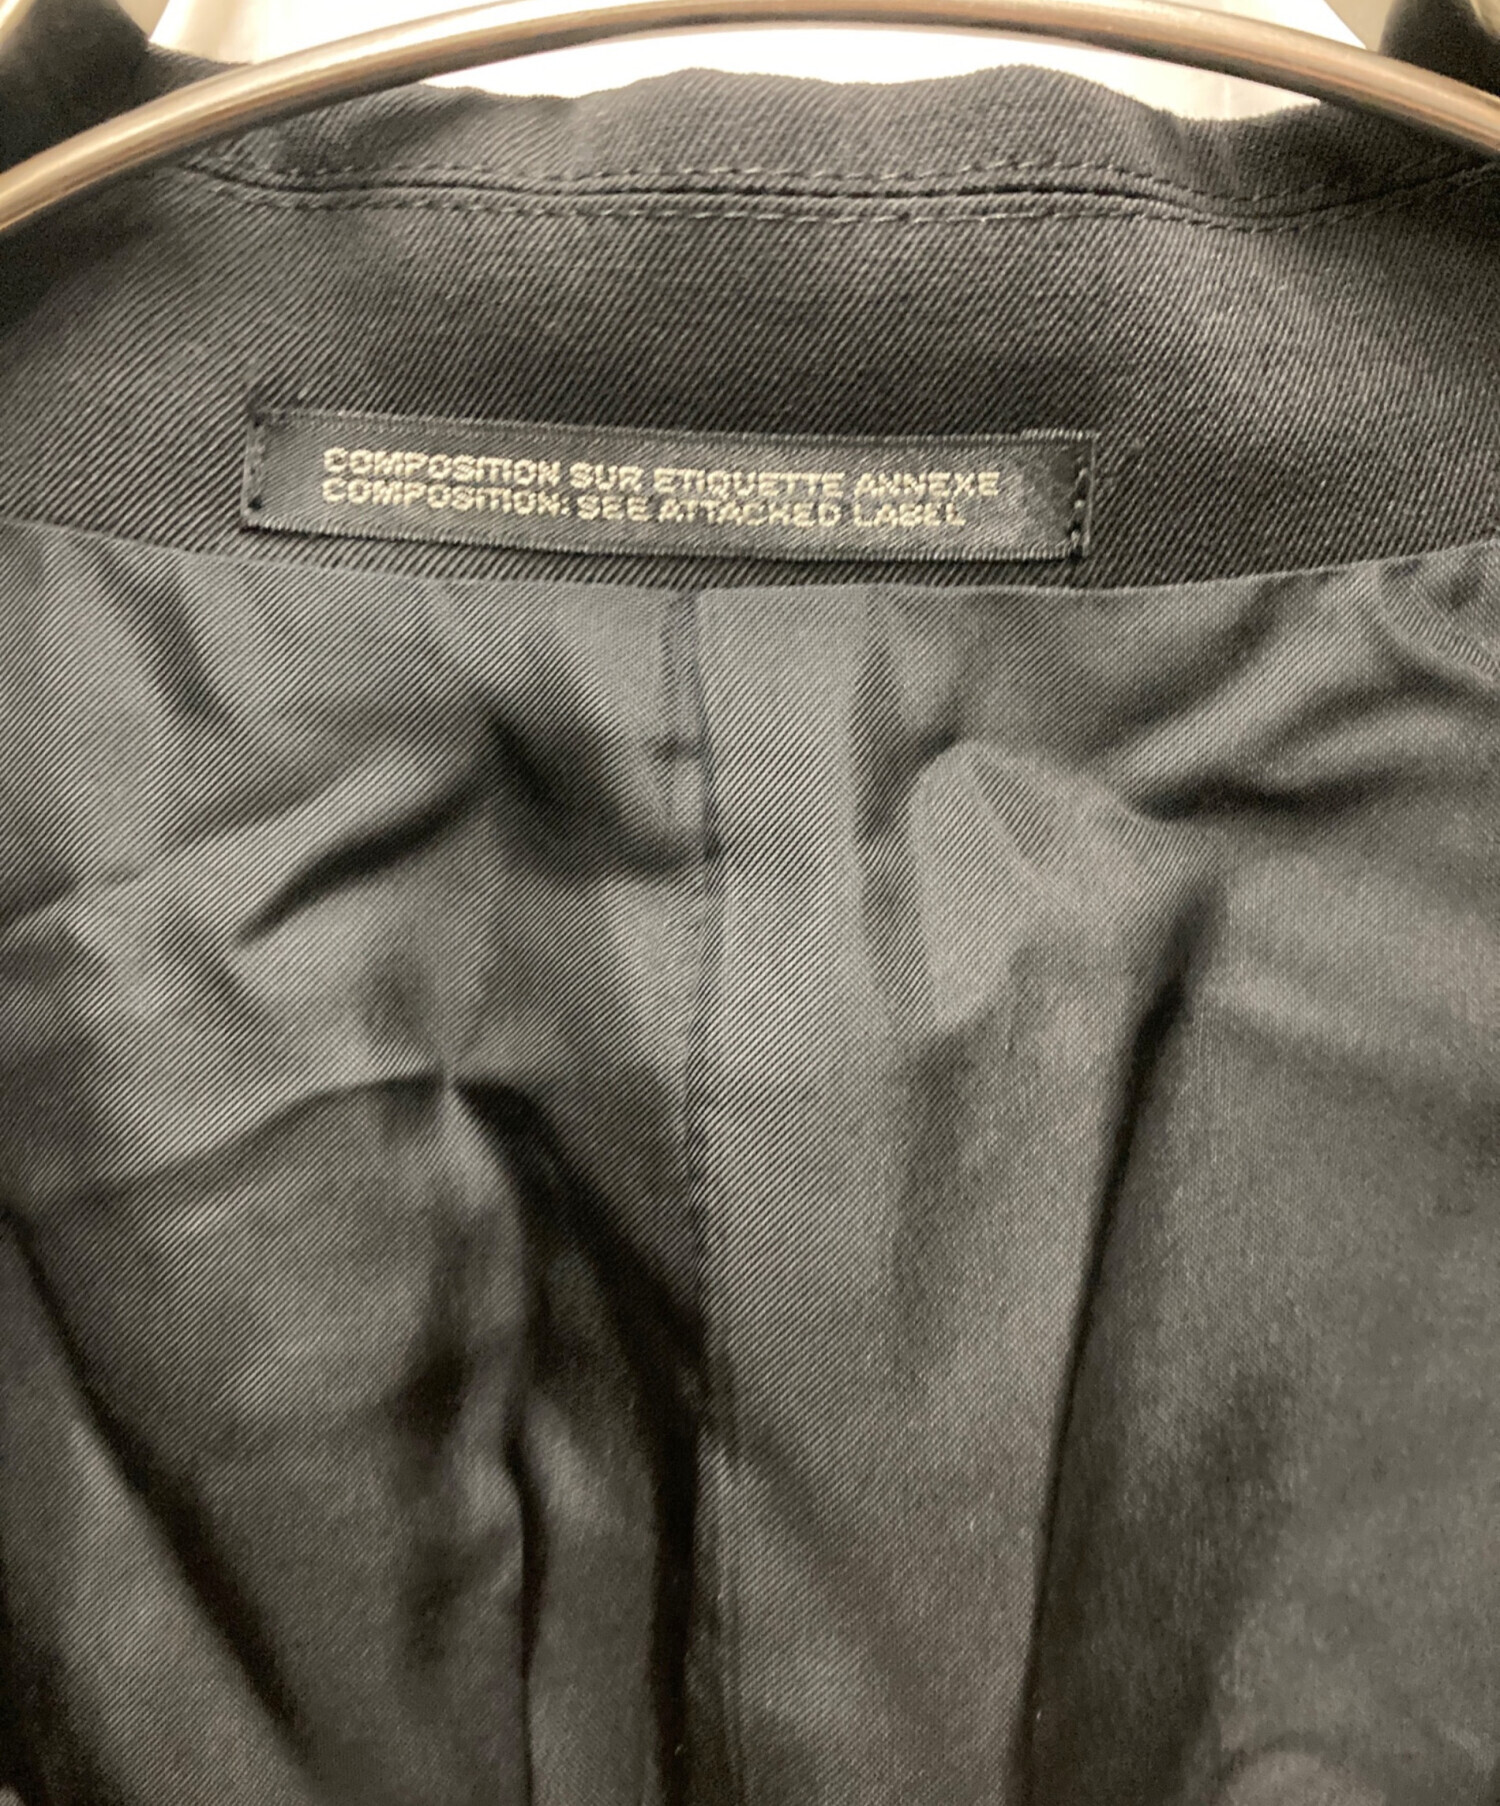 COMPOSITION SUR ETIQUETTE ANNEXE
COMPOSITION: SEE ATTACHED LABEL